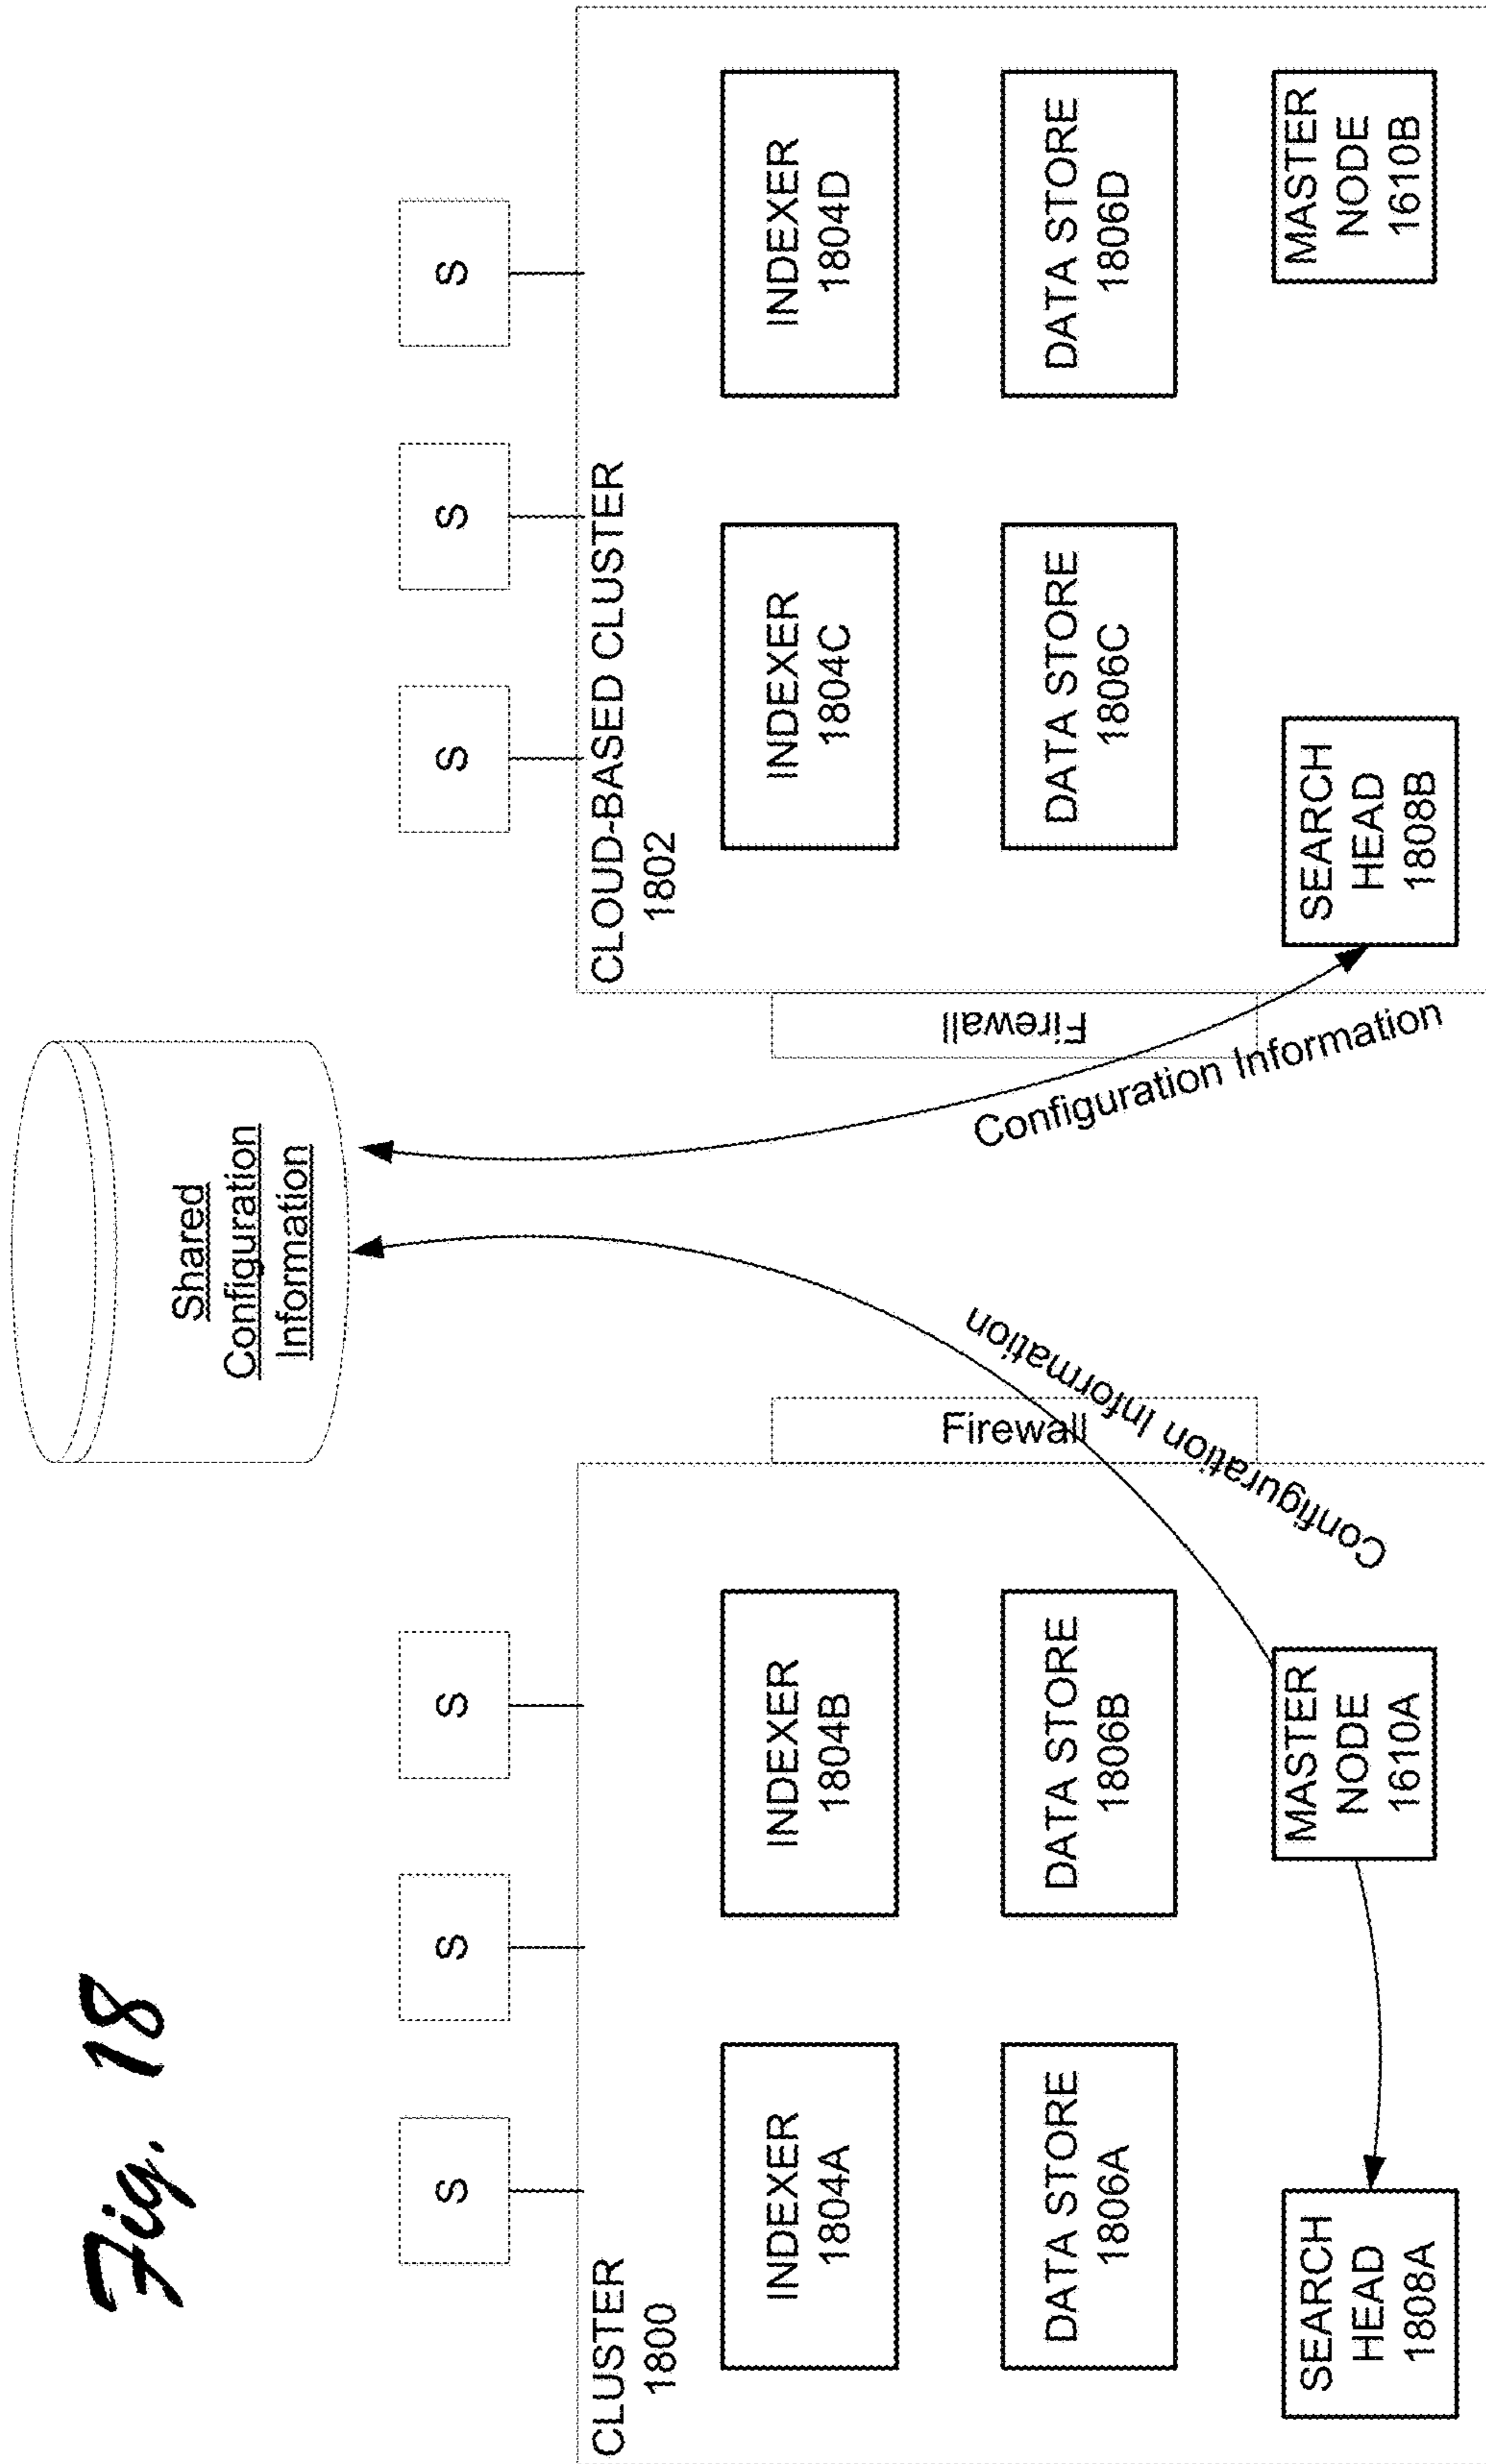 Fig. 18
Shared
Configuration
Information
S
S
S
S
S
S
CLUSTER
1800
INDEXER
1804A
INDEXER
1804B
DATA STORE
1806A
DATA STORE
1806B
SEARCH
HEAD
1808A
MASTER
NODE
1610A
Firewall
Configuration Information
Firewall
Configuration Information
CLOUD-BASED CLUSTER
1802
INDEXER
1804C
INDEXER
1804D
DATA STORE
1806C
DATA STORE
1806D
SEARCH
HEAD
1808B
MASTER
NODE
1610B